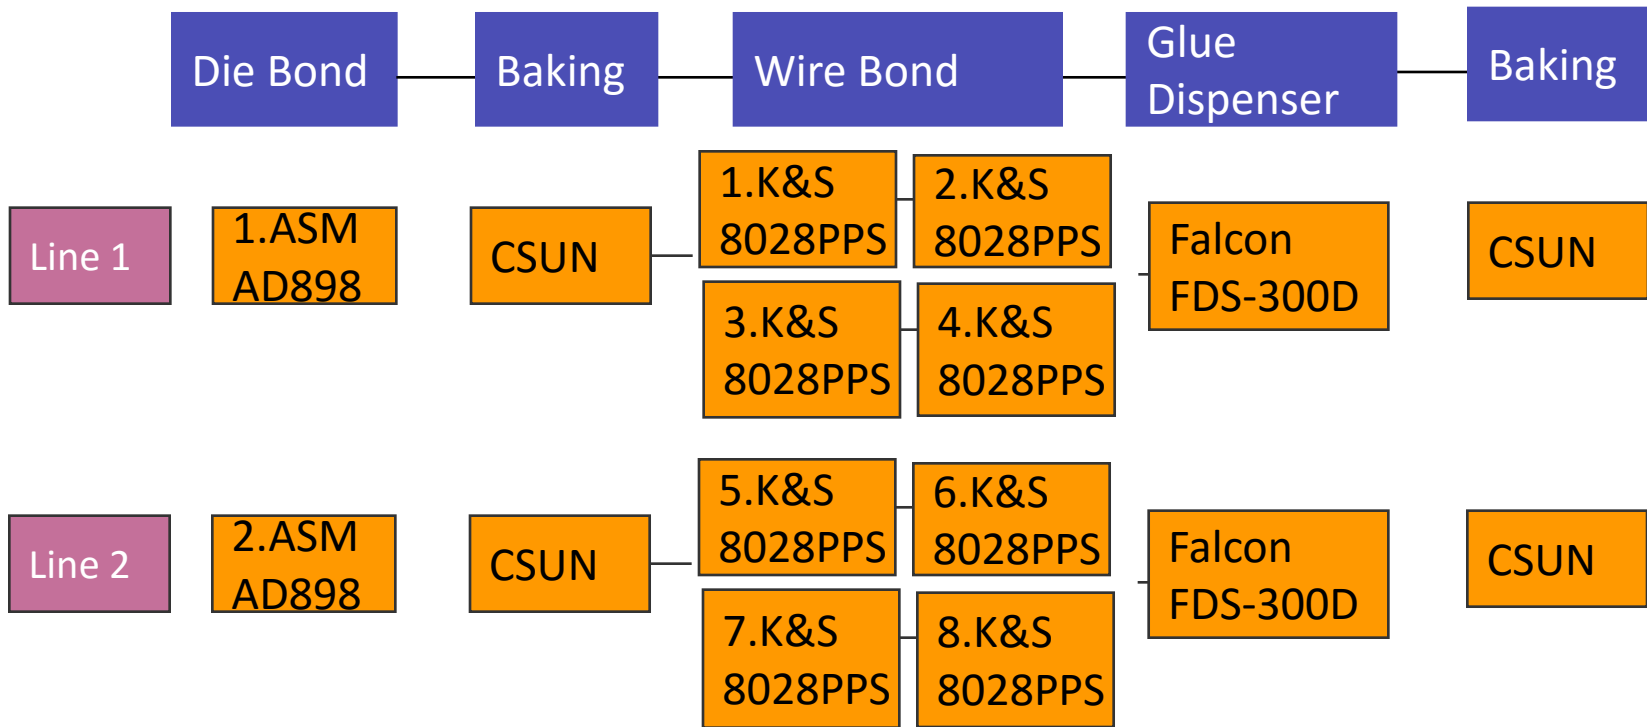 Die Bond
Baking
Wire Bond
Glue
Dispenser
Baking
Line 1
1.ASM
AD898
CSUN
1.K&S
8028PPS
2.K&S
8028PPS
3.K&S
8028PPS
4.K&S
8028PPS
Falcon
FDS-300D
CSUN
Line 2
2.ASM
AD898
CSUN
5.K&S
8028PPS
6.K&S
8028PPS
7.K&S
8028PPS
8.K&S
8028PPS
Falcon
FDS-300D
CSUN